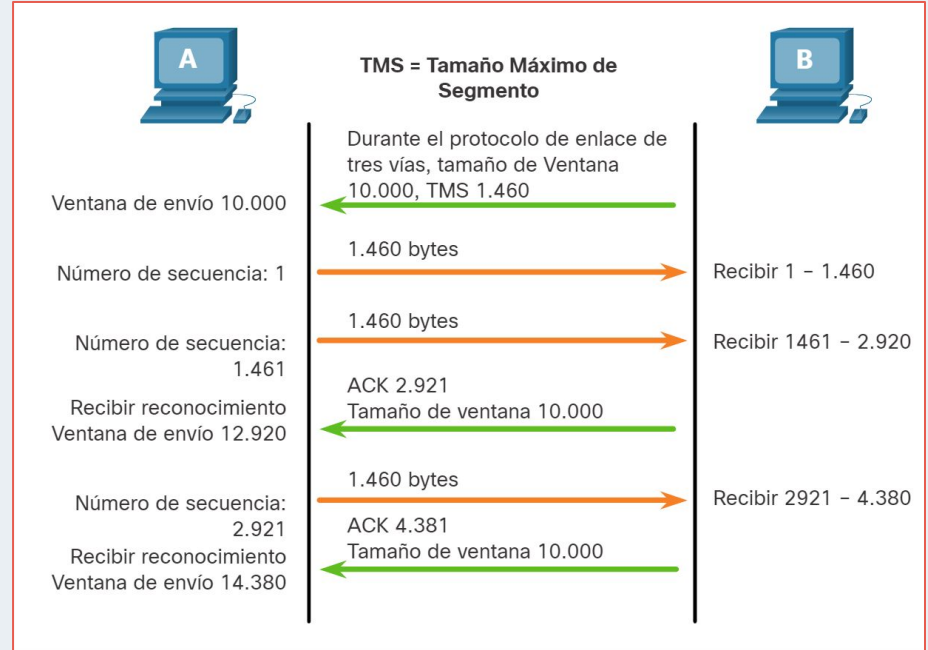 A
B
TMS = Tamaño Máximo de
Segmento
Durante el protocolo de enlace de
tres vías, tamaño de Ventana
10.000, TMS 1.460
Ventana de envío 10.000
1.460 bytes
Número de secuencia: 1
Recibir 1 – 1.460
1.460 bytes
Número de secuencia:
1.461
Recibir 1461 – 2.920
ACK 2.921
Tamaño de ventana 10.000
Recibir reconocimiento
Ventana de envío 12.920
1.460 bytes
Número de secuencia:
2.921
Recibir 2921 – 4.380
ACK 4.381
Tamaño de ventana 10.000
Recibir reconocimiento
Ventana de envío 14.380